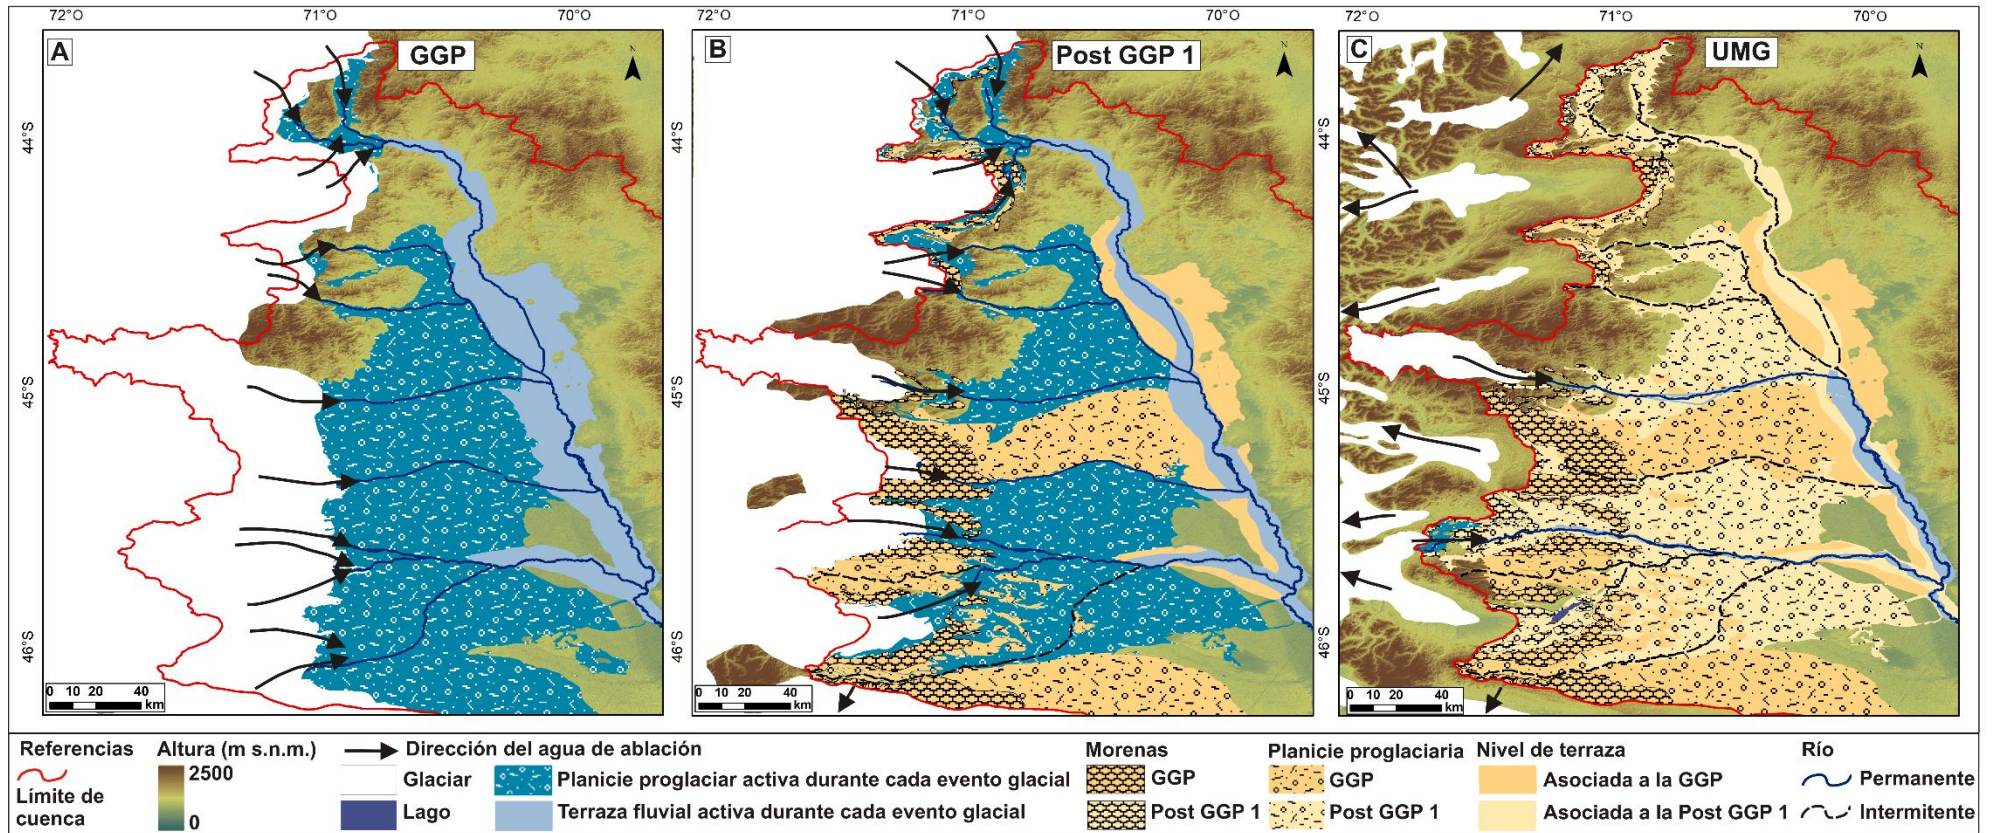 72°O 71°O 70°O 72°O 71°O 70°O 72°O 71°O 70°O
A GGP N
B Post GGP 1 N
C UMG N
44°S 44°S 44°S
45°S 45°S 45°S
46°S 46°S 46°S
0 10 20 40
km
0 10 20 40
km
0 10 20 40
km
Referencias
Límite de
cuenca
Altura (m s.n.m.)
2500
0
Dirección del agua de ablación
Glaciar
Planicie proglaciar activa durante cada evento glacial
Lago
Terraza fluvial activa durante cada evento glacial
Morenas
GGP
Post GGP 1
Planicie proglaciaria
GGP
Post GGP 1
Nivel de terraza
Asociada a la GGP
Asociada a la Post GGP 1
Río
Permanente
Intermitente